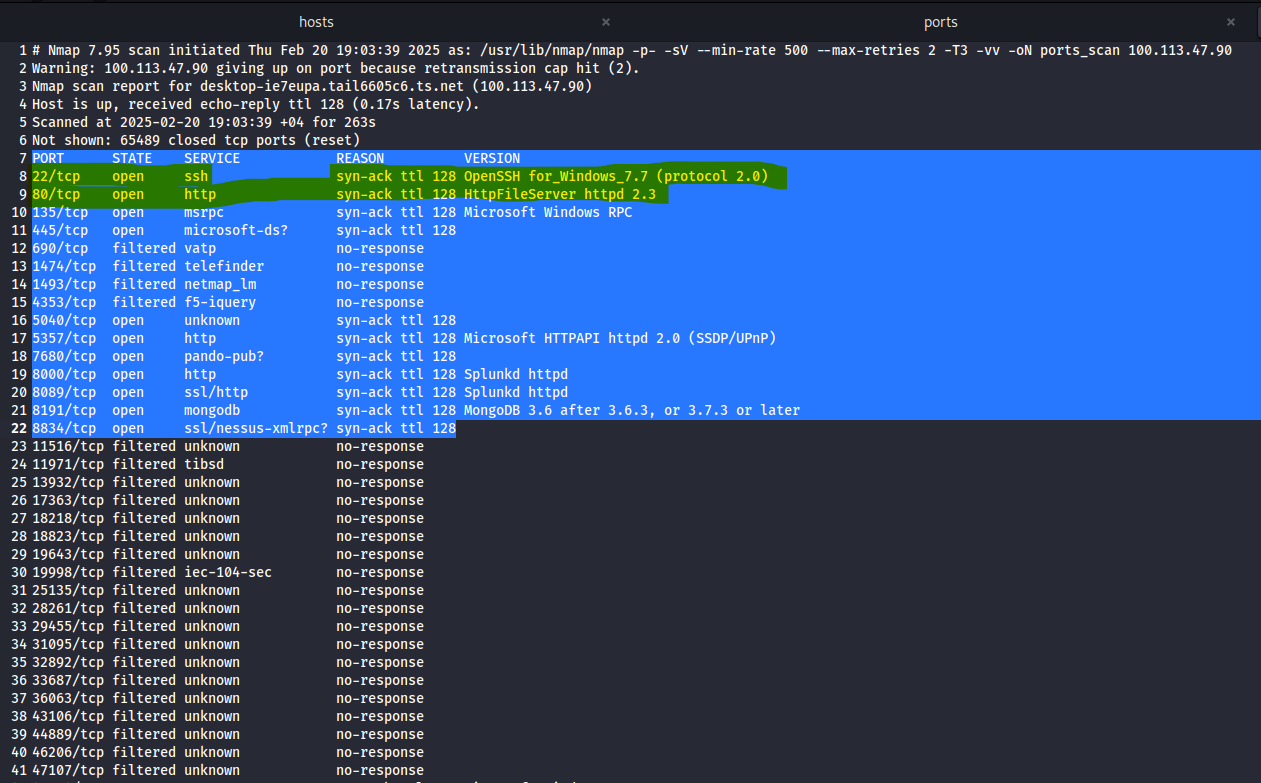 hosts × ports ×
1 # Nmap 7.95 scan initiated Thu Feb 20 19:03:39 2025 as: /usr/lib/nmap/nmap -p- -sV --min-rate 500 --max-retries 2 -T3 -vv -oN ports_scan 100.113.47.90
2 Warning: 100.113.47.90 giving up on port because retransmission cap hit (2).
3 Nmap scan report for desktop-ie7eupa.tail6605c6.ts.net (100.113.47.90)
4 Host is up, received echo-reply ttl 128 (0.17s latency).
5 Scanned at 2025-02-20 19:03:39 +04 for 263s
6 Not shown: 65489 closed tcp ports (reset)
7 PORT STATE SERVICE REASON VERSION
8 22/tcp open ssh syn-ack ttl 128 OpenSSH for_Windows_7.7 (protocol 2.0)
9 80/tcp open http syn-ack ttl 128 HttpFileServer httpd 2.3
10 135/tcp open msrpc syn-ack ttl 128 Microsoft Windows RPC
11 445/tcp open microsoft-ds? syn-ack ttl 128
12 690/tcp filtered vatp no-response
13 1474/tcp filtered telefinder no-response
14 1493/tcp filtered netmap_lm no-response
15 4353/tcp filtered f5-iquery no-response
16 5040/tcp open unknown syn-ack ttl 128
17 5357/tcp open http syn-ack ttl 128 Microsoft HTTPAPI httpd 2.0 (SSDP/UPnP)
18 7680/tcp open pando-pub? syn-ack ttl 128
19 8000/tcp open http syn-ack ttl 128 Splunkd httpd
20 8089/tcp open ssl/http syn-ack ttl 128 Splunkd httpd
21 8191/tcp open mongodb syn-ack ttl 128 MongoDB 3.6 after 3.6.3, or 3.7.3 or later
22 8834/tcp open ssl/nessus-xmlrpc? syn-ack ttl 128
23 11516/tcp filtered unknown no-response
24 11971/tcp filtered tibsd no-response
25 13932/tcp filtered unknown no-response
26 17363/tcp filtered unknown no-response
27 18218/tcp filtered unknown no-response
28 18823/tcp filtered unknown no-response
29 19643/tcp filtered unknown no-response
30 19998/tcp filtered iec-104-sec no-response
31 25135/tcp filtered unknown no-response
32 28261/tcp filtered unknown no-response
33 29455/tcp filtered unknown no-response
34 31095/tcp filtered unknown no-response
35 32892/tcp filtered unknown no-response
36 33687/tcp filtered unknown no-response
37 36063/tcp filtered unknown no-response
38 43106/tcp filtered unknown no-response
39 44889/tcp filtered unknown no-response
40 46206/tcp filtered unknown no-response
41 47107/tcp filtered unknown no-response